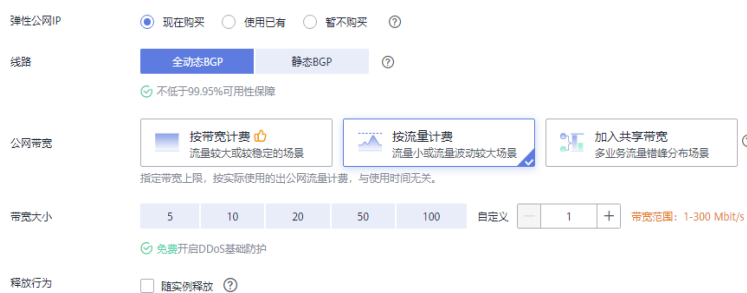 弹性公网IP 现在购买 使用已有 暂不购买 ?
线路 全动态BGP 静态BGP ?
不低于99.95%可用性保障
公网带宽 按带宽计费 按流量计费 加入共享带宽
流量较大或较稳定的场景 流量小或流量波动较大场景 多业务流量错峰分布场景
指定带宽上限，按实际使用的出公网流量计费，与使用时间无关。
带宽大小 5 10 20 50 100 自定义 − 1 + 带宽范围：1-300 Mbit/s
免费开启DDoS基础防护
释放行为 随实例释放 ?